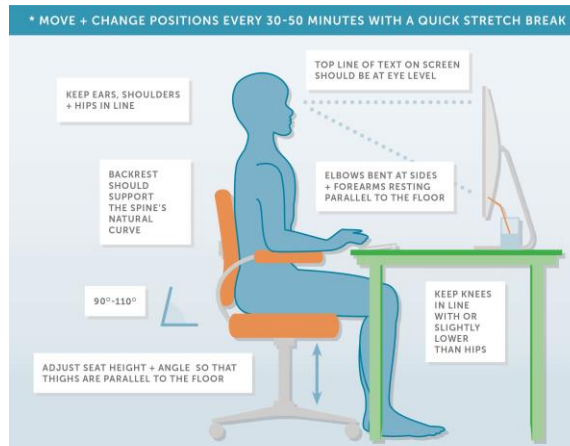 * MOVE + CHANGE POSITIONS EVERY 30-50 MINUTES WITH A QUICK STRETCH BREAK
TOP LINE OF TEXT ON SCREEN
SHOULD BE AT EYE LEVEL
KEEP EARS, SHOULDERS
+ HIPS IN LINE
BACKREST
SHOULD
SUPPORT
THE SPINE'S
NATURAL
CURVE
ELBOWS BENT AT SIDES
+ FOREARMS RESTING
PARALLEL TO THE FLOOR
90º-110º
KEEP KNEES
IN LINE
WITH OR
SLIGHTLY
LOWER
THAN HIPS
ADJUST SEAT HEIGHT + ANGLE SO THAT
THIGHS ARE PARALLEL TO THE FLOOR